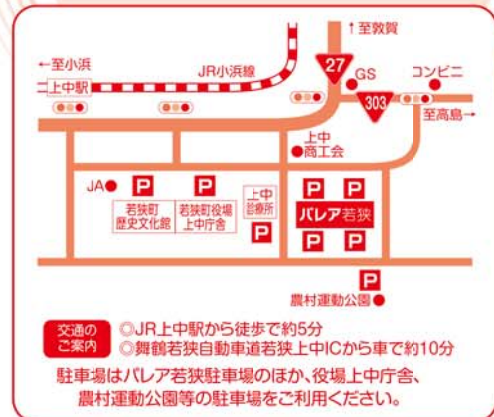 ↑至敦賀
←至小浜
JR小浜線
27
GS
コンビニ
上中駅
303
至高島→
上中
商工会
JA
P
P
上中
診療所
P
P
若狭町
歴史文化館
若狭町役場
上中庁舎
パレア若狭
P
P
P
P
農村運動公園
交通の
ご案内
◎JR上中駅から徒歩で約5分
◎舞鶴若狭自動車道若狭上中ICから車で約10分
駐車場はパレア若狭駐車場のほか、役場上中庁舎、
農村運動公園等の駐車場をご利用ください。